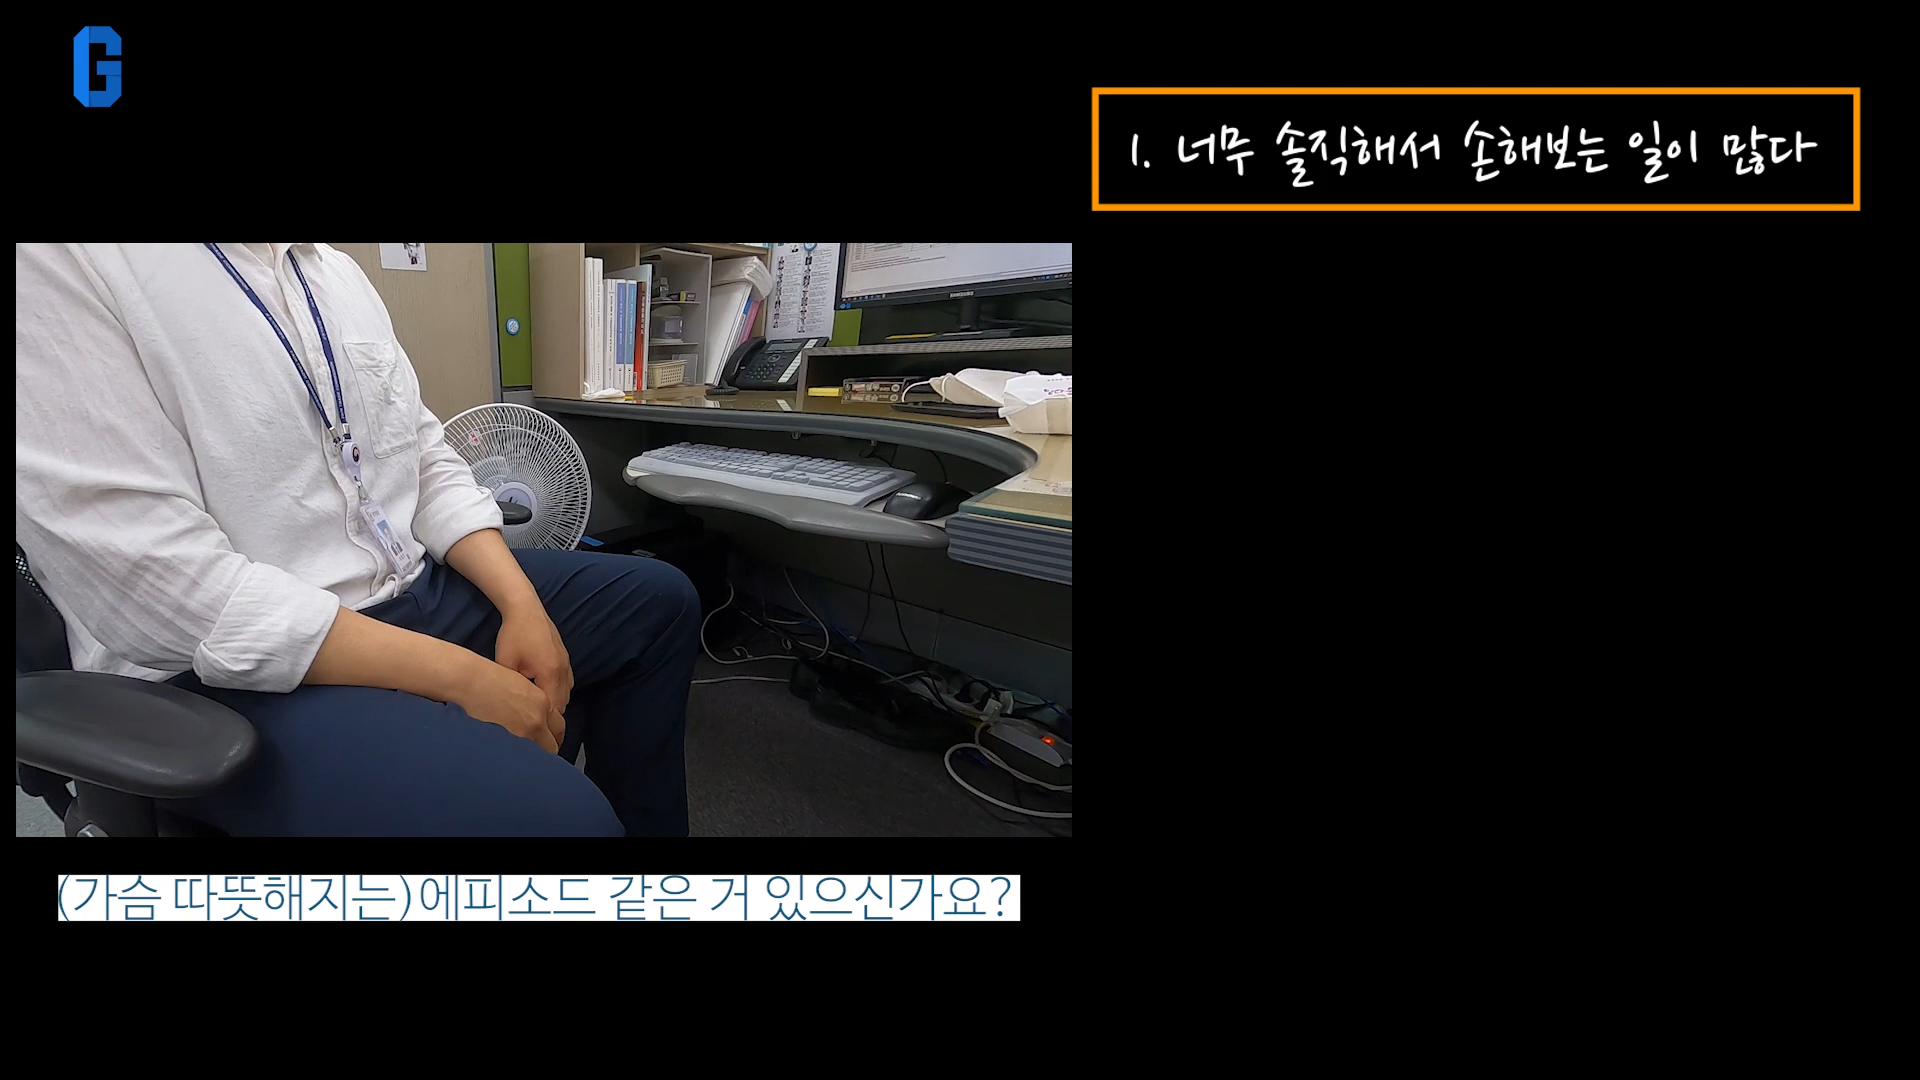 G
1. 너무 솔직해서 손해보는 일이 많다
SAMSUNG
(가슴 따뜻해지는)에피소드 같은 거 있으신가요?